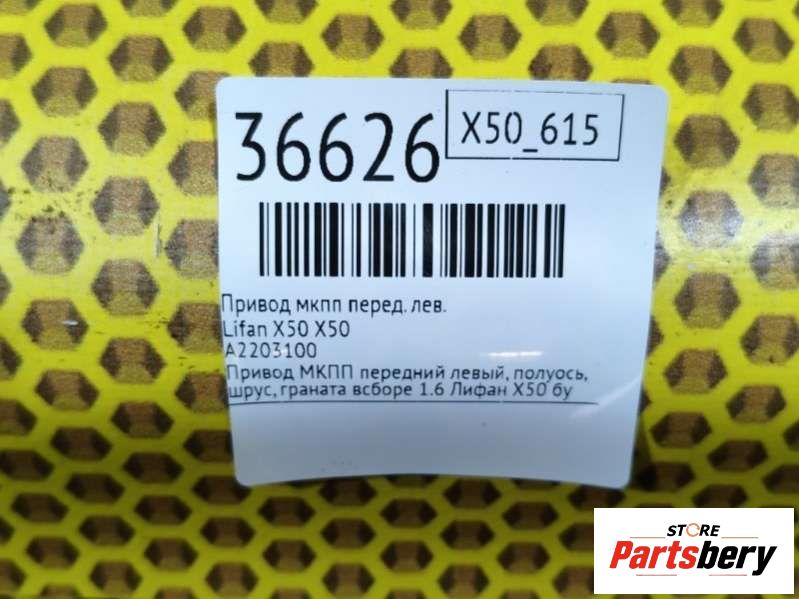 36626
X50_615
Привод мкпп перед. лев.
Lifan X50 X50
A2203100
Привод МКПП передний левый, полуось,
шрус, граната всборе 1.6 Лифан X50 бу
STORE
Partsbery